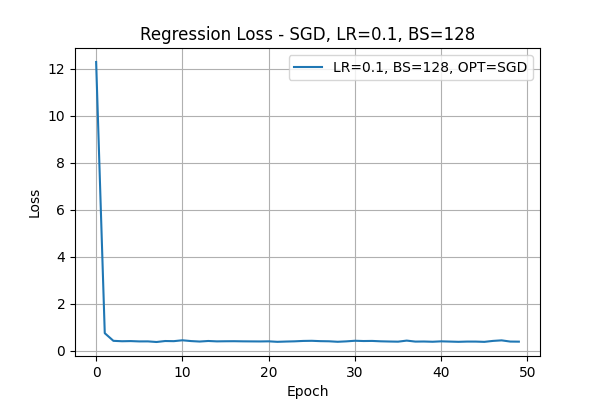 Regression Loss - SGD, LR=0.1, BS=128
LR=0.1, BS=128, OPT=SGD
12
10
8
6
4
2
0
Loss
0 10 20 30 40 50
Epoch